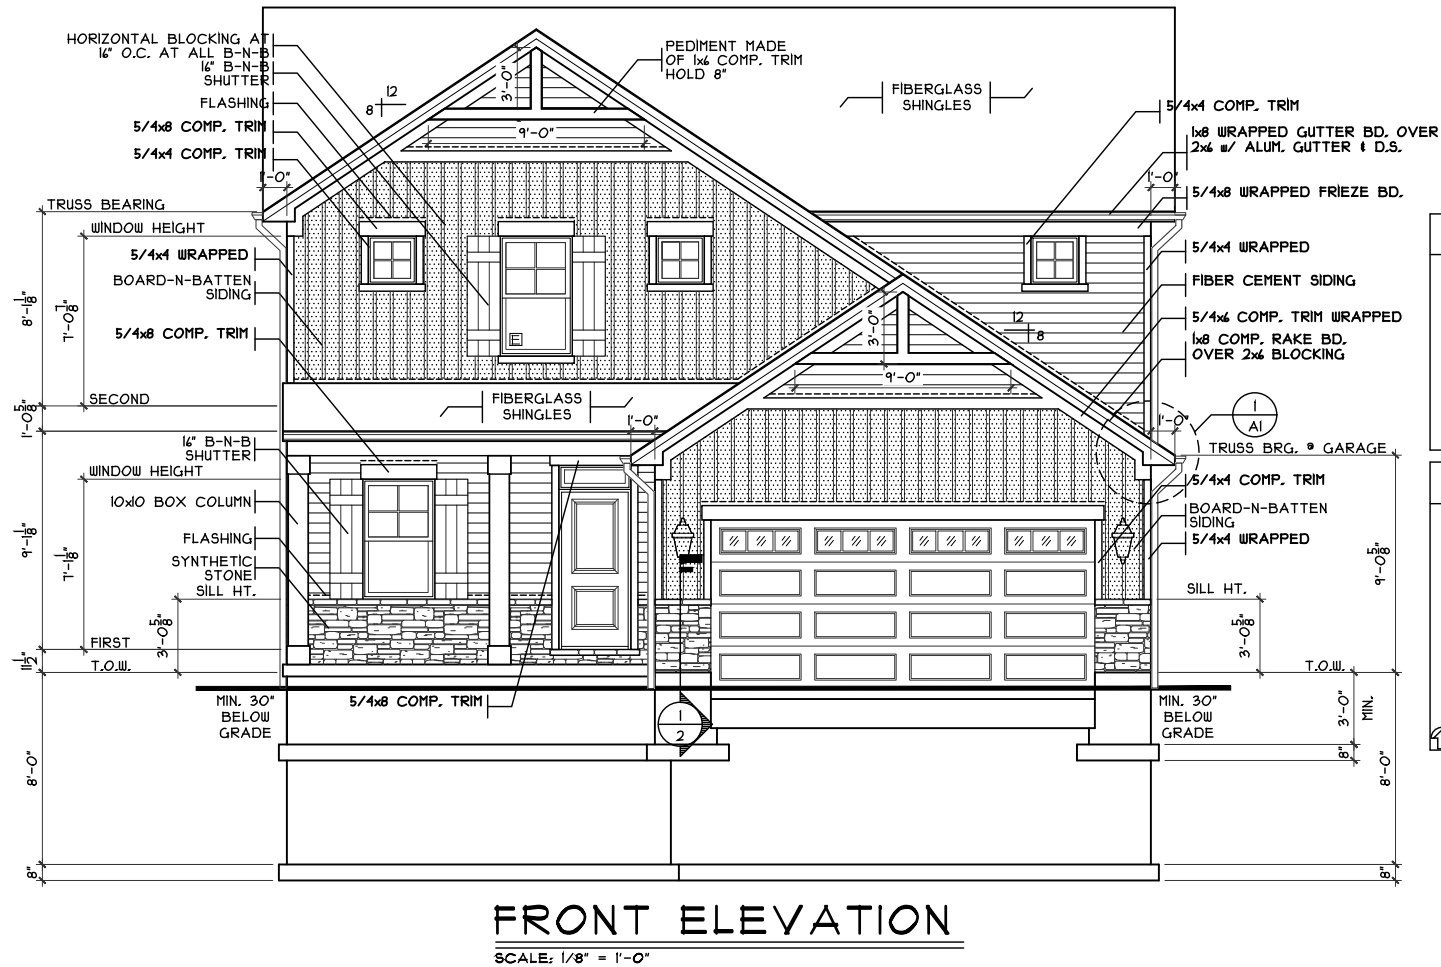 HORIZONTAL BLOCKING AT
16" O.C. AT ALL B-N-B
16" B-N-B
SHUTTER
FLASHING
5/4x8 COMP. TRIM
5/4x4 COMP. TRIM
1'-0"
12
8
3'-0"
9'-0"
PEDIMENT MADE
OF 1x6 COMP. TRIM
HOLD 8"
FIBERGLASS
SHINGLES
5/4x4 COMP. TRIM
1x8 WRAPPED GUTTER BD. OVER
2x6 w/ ALUM. GUTTER & D.S.
1'-0"
5/4x8 WRAPPED FRIEZE BD.
5/4x4 WRAPPED
FIBER CEMENT SIDING
5/4x6 COMP. TRIM WRAPPED
1x8 COMP. RAKE BD.
OVER 2x6 BLOCKING
12
8
3'-0"
9'-0"
1
A1
1'-0"
TRUSS BRG. @ GARAGE
5/4x4 COMP. TRIM
BOARD-N-BATTEN
SIDING
5/4x4 WRAPPED
9'-0 5/8"
SILL HT.
3'-0 5/8"
T.O.W.
MIN. 30"
BELOW
GRADE
3'-0"
MIN.
8"
8'-0"
8"
TRUSS BEARING
WINDOW HEIGHT
5/4x4 WRAPPED
BOARD-N-BATTEN
SIDING
8'-1 1/8"
7'-0 7/8"
5/4x8 COMP. TRIM
E
SECOND
1'-0 5/8"
FIBERGLASS
SHINGLES
1'-0"
16" B-N-B
SHUTTER
WINDOW HEIGHT
10x10 BOX COLUMN
9'-1 1/8"
7'-1 1/8"
FLASHING
SYNTHETIC
STONE
SILL HT.
3'-0 5/8"
FIRST
11 1/2"
T.O.W.
MIN. 30"
BELOW
GRADE
5/4x8 COMP. TRIM
1
2
8'-0"
8"
FRONT ELEVATION
SCALE: 1/8" = 1'-0"